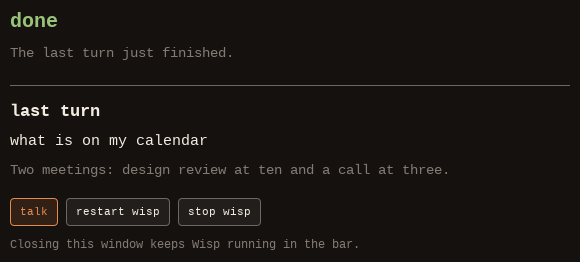 done
The last turn just finished.
last turn
what is on my calendar
Two meetings: design review at ten and a call at three.
talk restart wisp stop wisp
Closing this window keeps Wisp running in the bar.